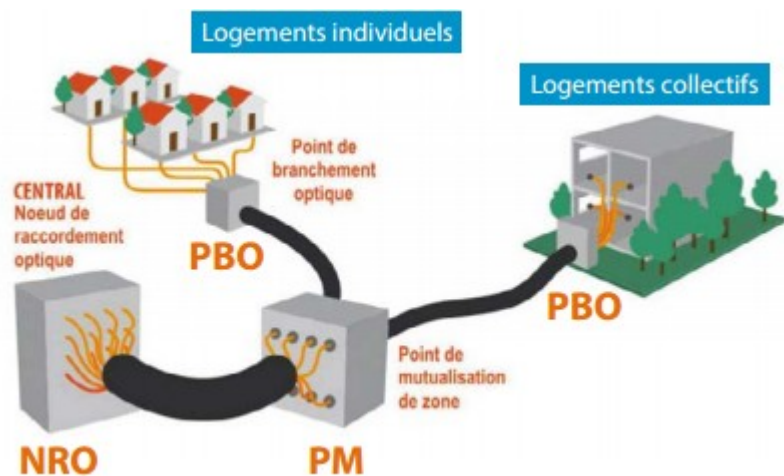 Logements individuels
Logements collectifs
Point de
branchement
optique
CENTRAL
Noeud de
raccordement
optique
PBO
PBO
Point de
mutualisation
de zone
NRO
PM